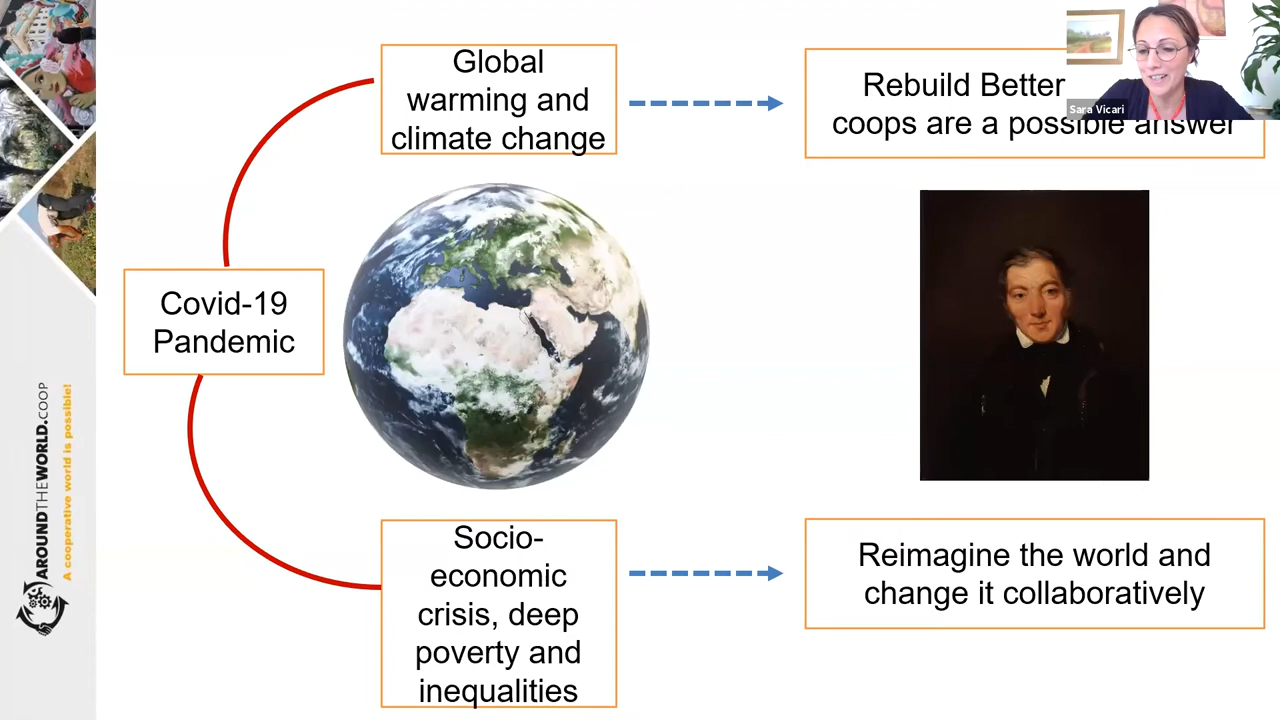 Global
warming and
climate change
Rebuild Better
coops are a possible answer
Sara Vicari
Covid-19
Pandemic
Socio-
economic
crisis, deep
poverty and
inequalities
Reimagine the world and
change it collaboratively
AROUNDTHEWORLD.COOP
A cooperative world is possible!